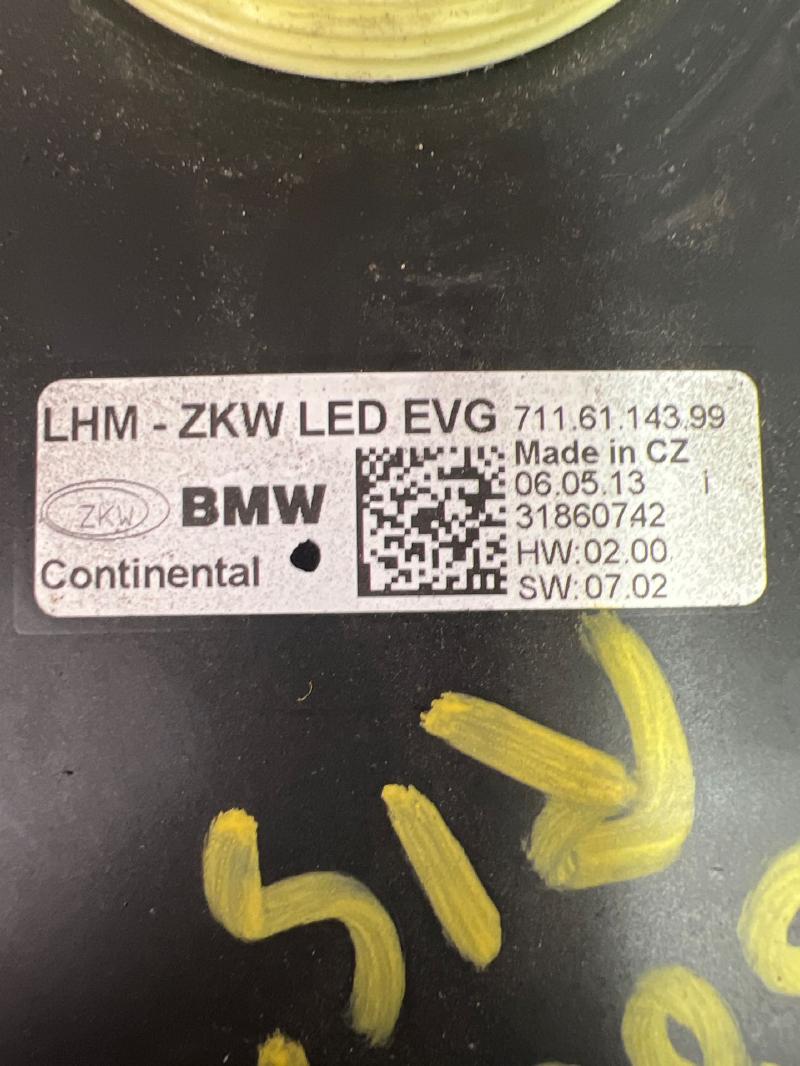 LHM - ZKW LED EVG 711.61.143.99
Made in CZ
ZKW BMW 06.05.13 i
31860742
Continental HW:02.00
SW:07.02